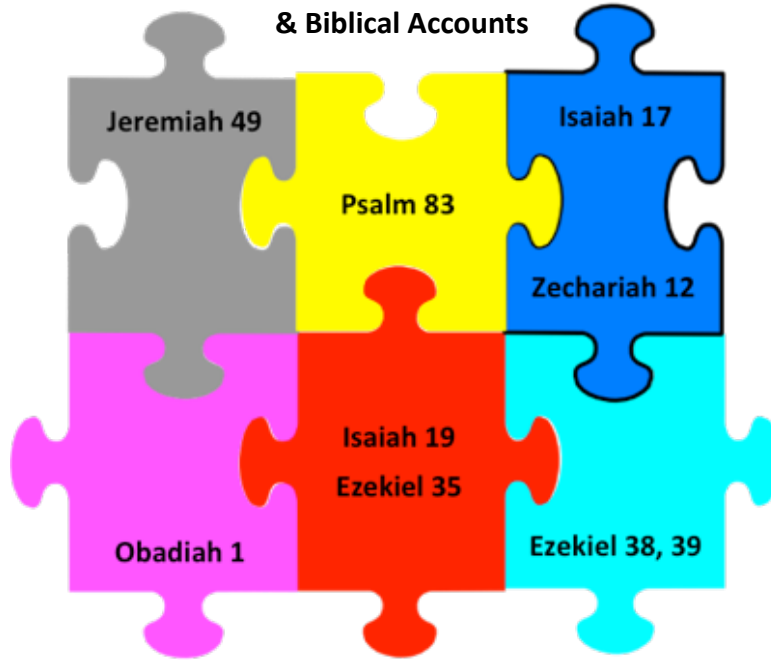 & Biblical Accounts
Jeremiah 49
Psalm 83
Isaiah 17
Zechariah 12
Obadiah 1
Isaiah 19
Ezekiel 35
Ezekiel 38, 39